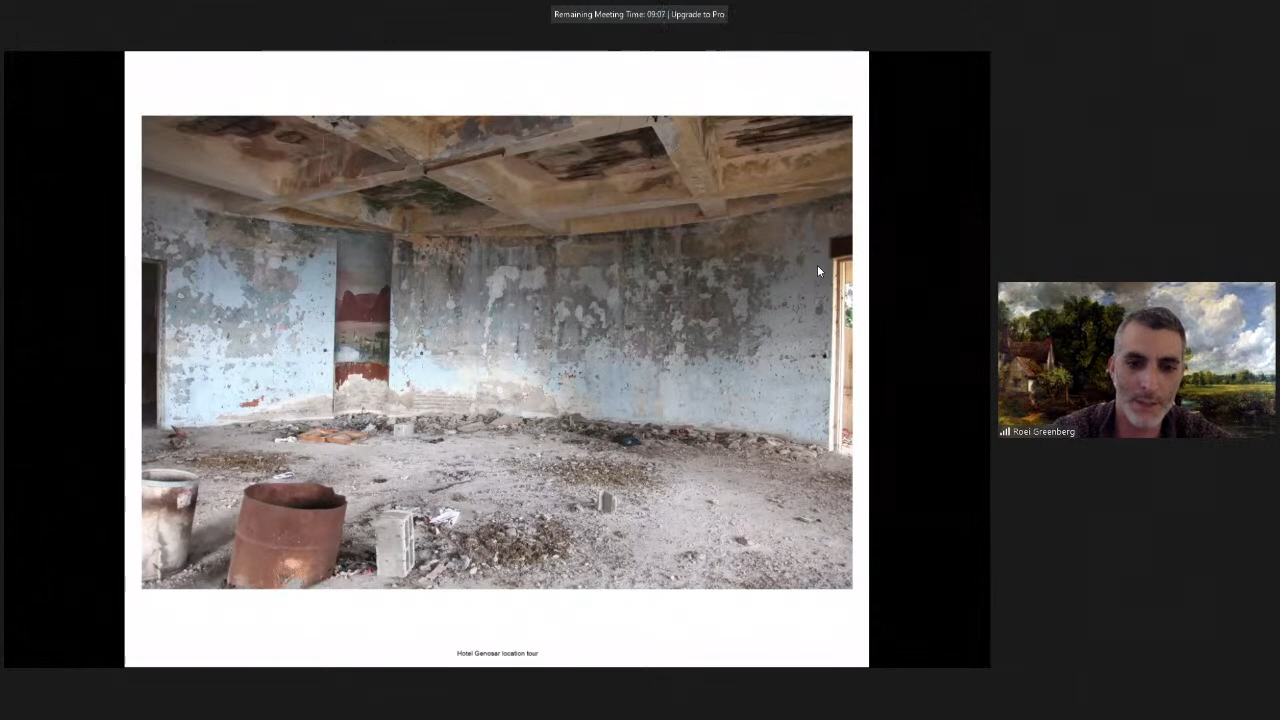 Remaining Meeting Time: 09:07 | Upgrade to Pro
Roei Greenberg
Hotel Genosar location tour